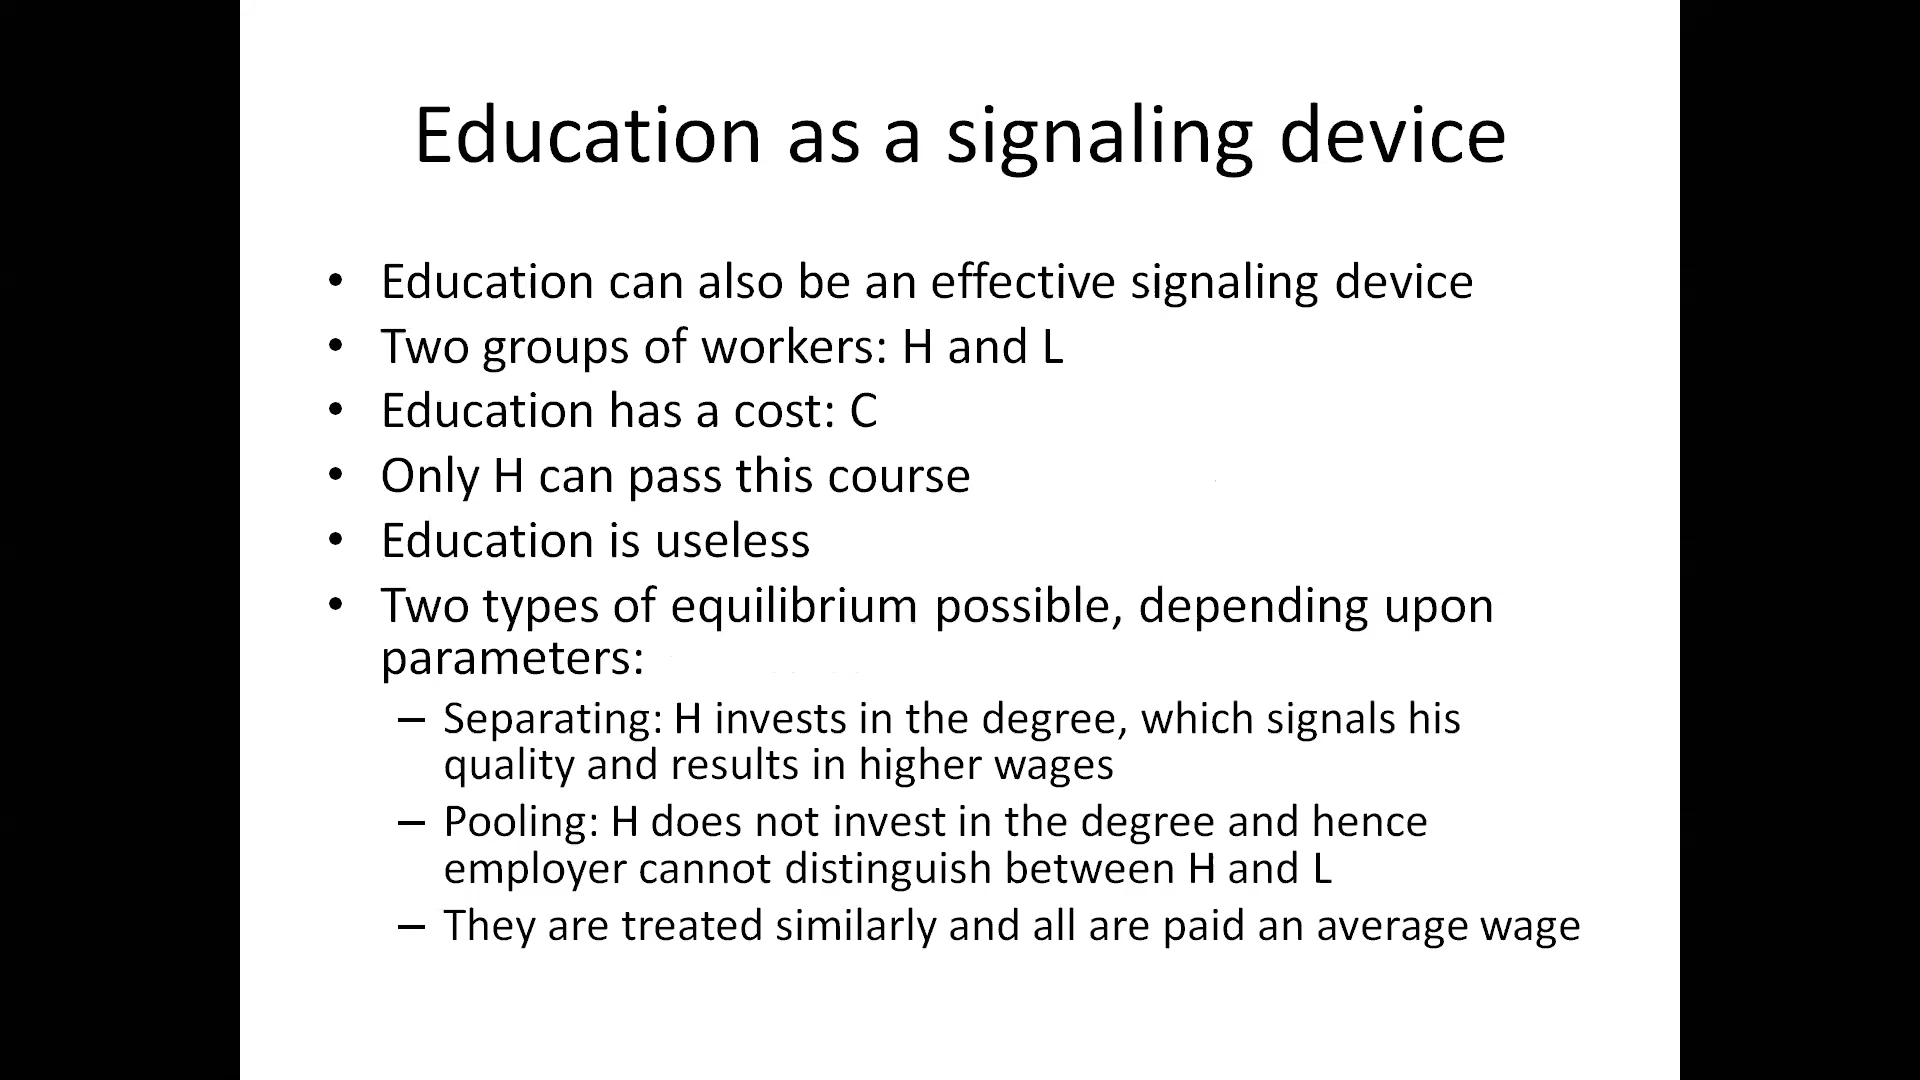 Education as a signaling device
• Education can also be an effective signaling device
• Two groups of workers: H and L
• Education has a cost: C
• Only H can pass this course
• Education is useless
• Two types of equilibrium possible, depending upon
parameters:
– Separating: H invests in the degree, which signals his
quality and results in higher wages
– Pooling: H does not invest in the degree and hence
employer cannot distinguish between H and L
– They are treated similarly and all are paid an average wage